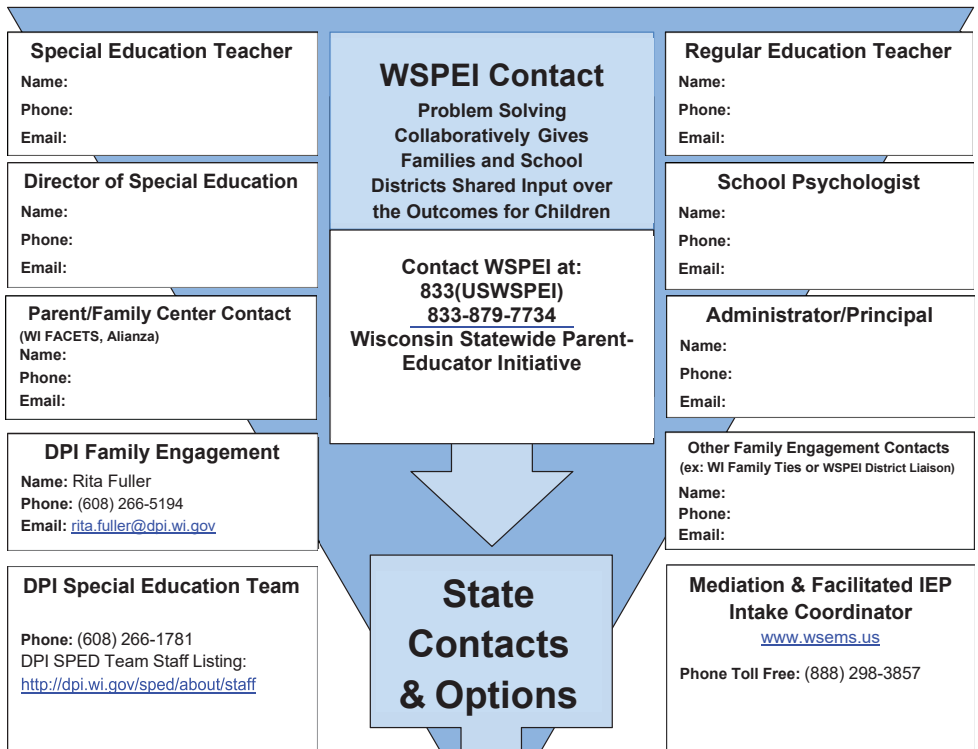 Special Education Teacher
Name:
Phone:
Email:
Director of Special Education
Name:
Phone:
Email:
Parent/Family Center Contact
(WI FACETS, Alianza)
Name:
Phone:
Email:
DPI Family Engagement
Name: Rita Fuller
Phone: (608) 266-5194
Email: rita.fuller@dpi.wi.gov
DPI Special Education Team
Phone: (608) 266-1781
DPI SPED Team Staff Listing:
http://dpi.wi.gov/sped/about/staff
WSPEI Contact
Problem Solving
Collaboratively Gives
Families and School
Districts Shared Input over
the Outcomes for Children
Contact WSPEI at:
833(USWSPEI)
833-879-7734
Wisconsin Statewide Parent-
Educator Initiative
State
Contacts
& Options
Regular Education Teacher
Name:
Phone:
Email:
School Psychologist
Name:
Phone:
Email:
Administrator/Principal
Name:
Phone:
Email:
Other Family Engagement Contacts
(ex: WI Family Ties or WSPEI District Liaison)
Name:
Phone:
Email:
Mediation & Facilitated IEP
Intake Coordinator
www.wsems.us
Phone Toll Free: (888) 298-3857